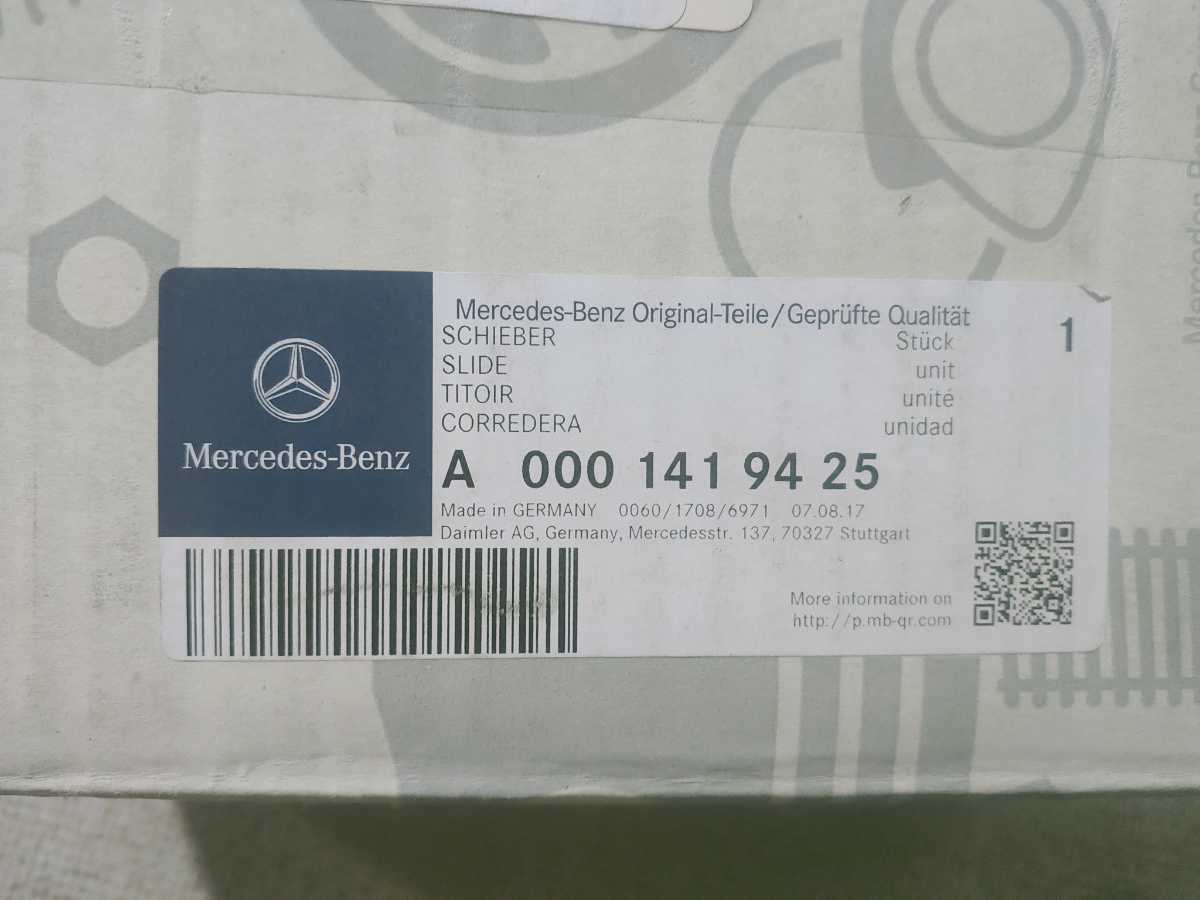 Mercedes-Benz
Mercedes-Benz Original-Teile/Geprüfte Qualität
SCHIEBER Stück 1
SLIDE unit
TITOIR unité
CORREDERA unidad
A 000 141 94 25
Made in GERMANY 0060/1708/6971 07.08.17
Daimler AG, Germany, Mercedesstr. 137, 70327 Stuttgart
More information on
http://p.mb-qr.com